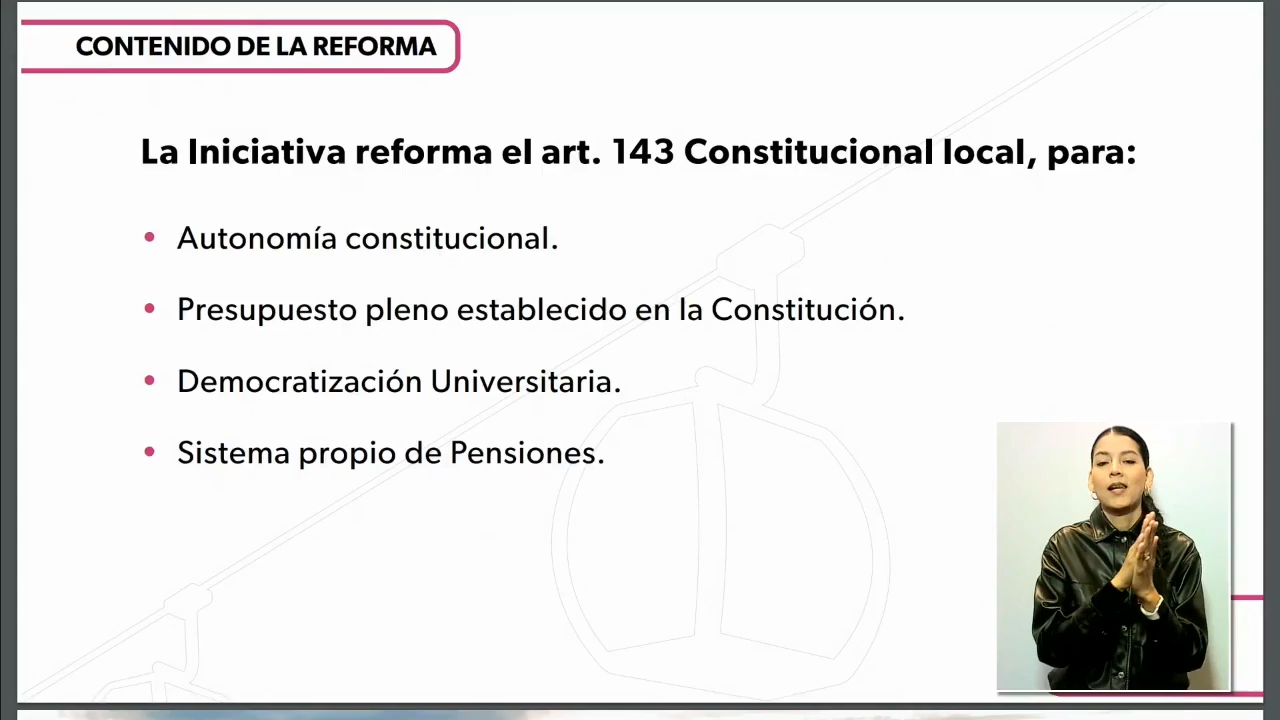 CONTENIDO DE LA REFORMA
La Iniciativa reforma el art. 143 Constitucional local, para:
• Autonomía constitucional.
• Presupuesto pleno establecido en la Constitución.
• Democratización Universitaria.
• Sistema propio de Pensiones.